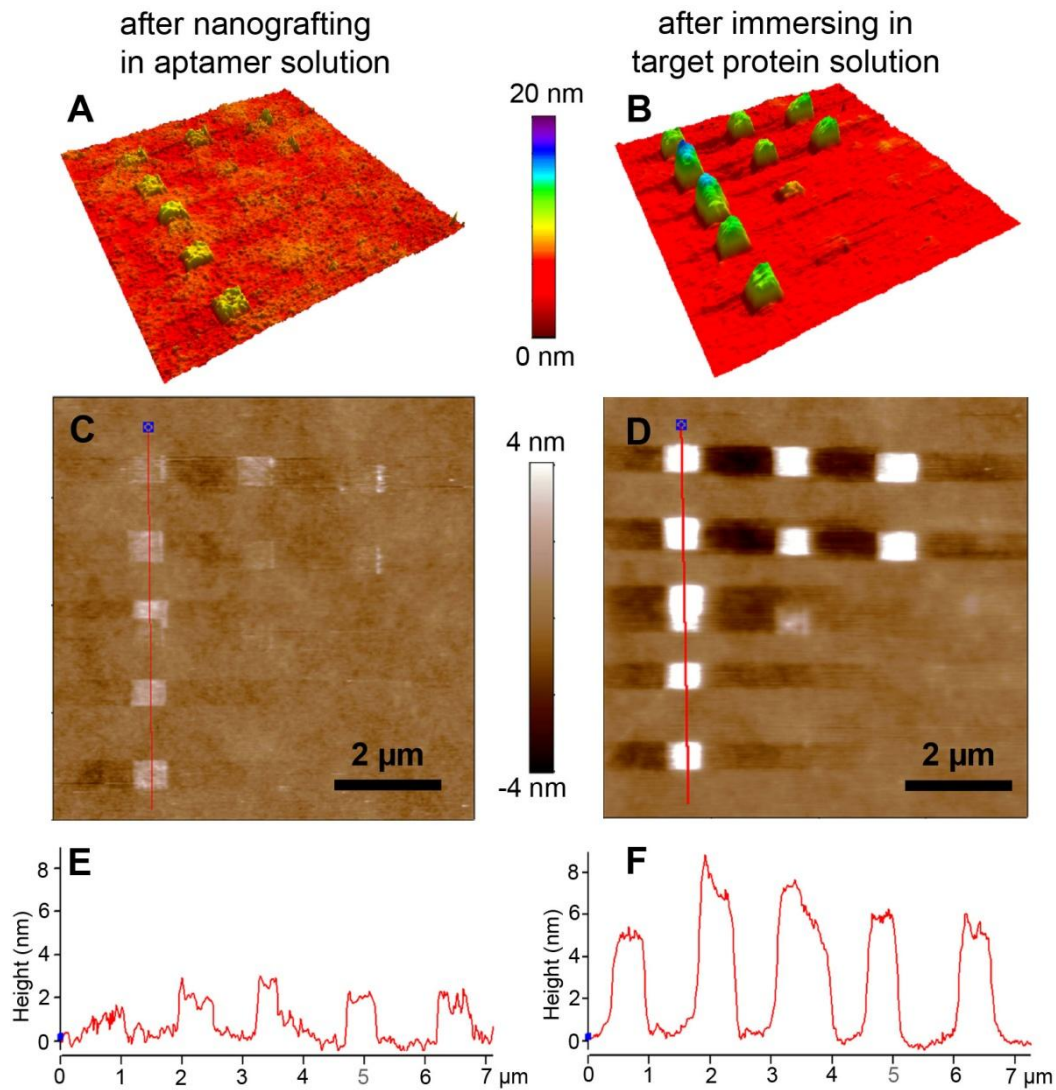 after nanografting
in aptamer solution
after immersing in
target protein solution
A
20 nm
0 nm
B
C
2 µm
4 nm
-4 nm
D
2 µm
E
Height (nm)
8
6
4
2
0
0 1 2 3 4 5 6 7 µm
F
Height (nm)
8
6
4
2
0
0 1 2 3 4 5 6 7 µm